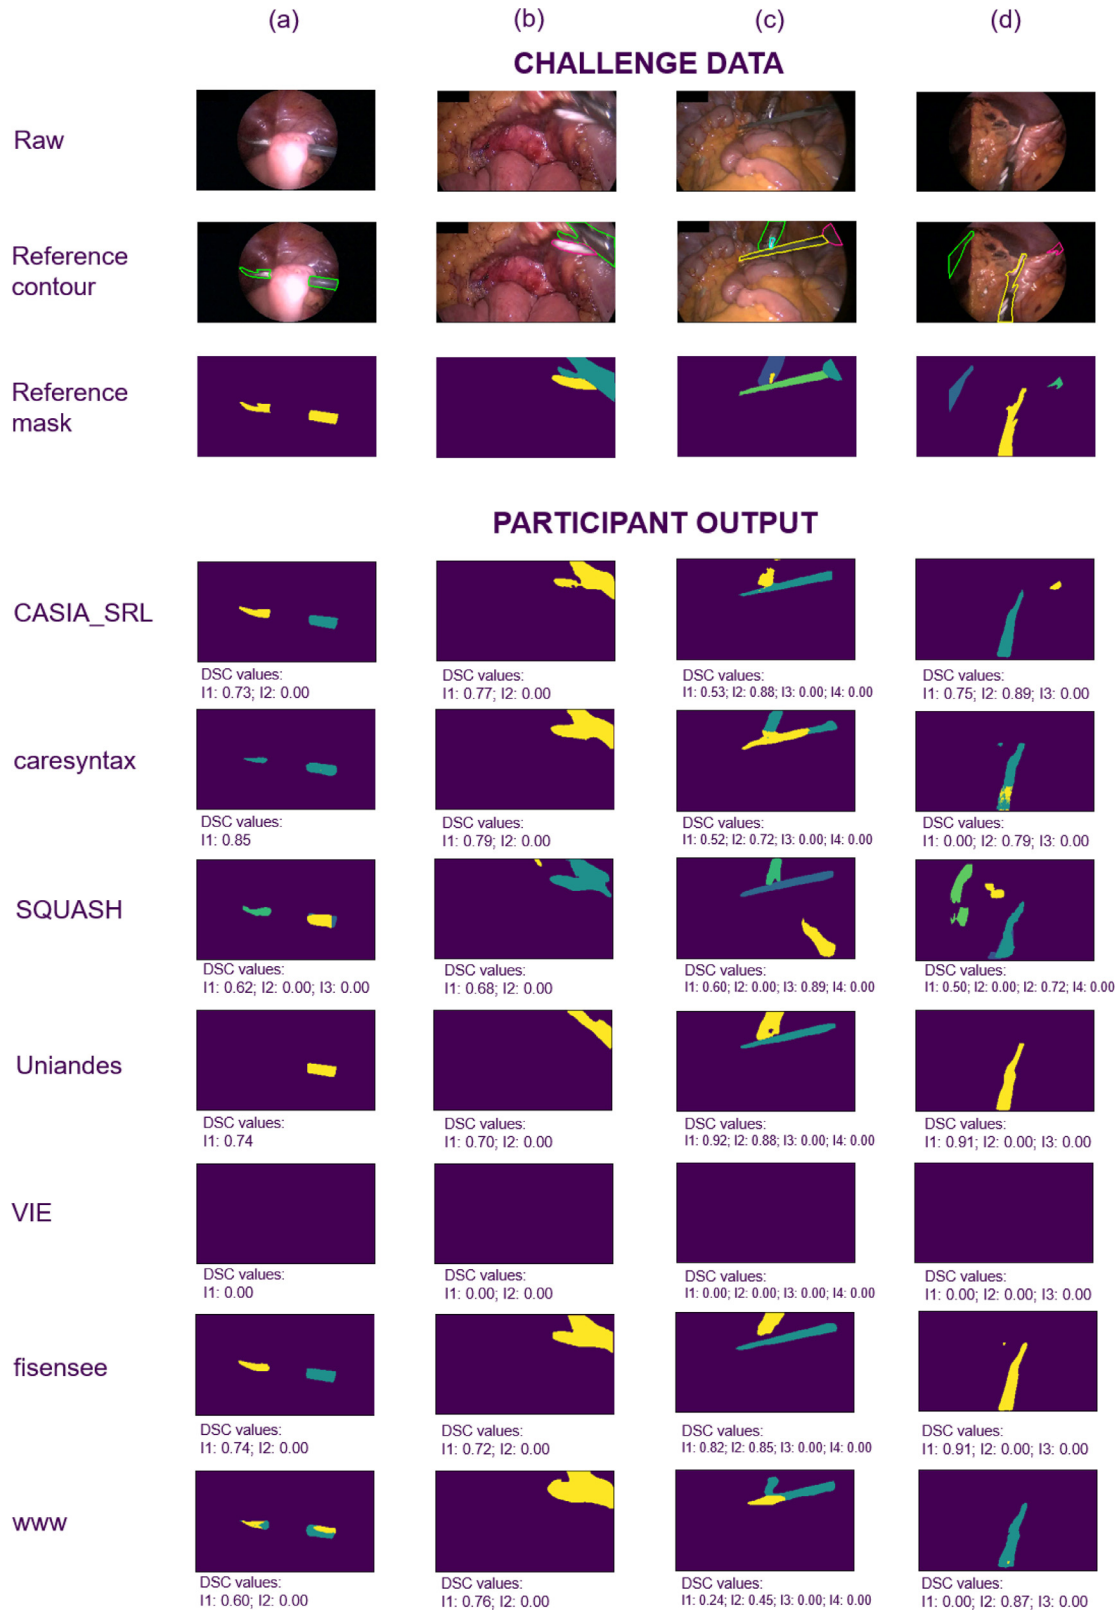 (a) (b) (c) (d)
CHALLENGE DATA
Raw
Reference
contour
Reference
mask
PARTICIPANT OUTPUT
CASIA_SRL
DSC values: DSC values: DSC values: DSC values:
I1: 0.73; I2: 0.00 I1: 0.77; I2: 0.00 I1: 0.53; I2: 0.88; I3: 0.00; I4: 0.00 I1: 0.75; I2: 0.89; I3: 0.00
caresyntax
DSC values: DSC values: DSC values: DSC values:
I1: 0.85 I1: 0.79; I2: 0.00 I1: 0.52; I2: 0.72; I3: 0.00; I4: 0.00 I1: 0.00; I2: 0.79; I3: 0.00
SQUASH
DSC values: DSC values: DSC values: DSC values:
I1: 0.62; I2: 0.00; I3: 0.00 I1: 0.68; I2: 0.00 I1: 0.60; I2: 0.00; I3: 0.89; I4: 0.00 I1: 0.50; I2: 0.00; I2: 0.72; I4: 0.00
Uniandes
DSC values: DSC values: DSC values: DSC values:
I1: 0.74 I1: 0.70; I2: 0.00 I1: 0.92; I2: 0.88; I3: 0.00; I4: 0.00 I1: 0.91; I2: 0.00; I3: 0.00
VIE
DSC values: DSC values: DSC values: DSC values:
I1: 0.00 I1: 0.00; I2: 0.00 I1: 0.00; I2: 0.00; I3: 0.00; I4: 0.00 I1: 0.00; I2: 0.00; I3: 0.00
fisensee
DSC values: DSC values: DSC values: DSC values:
I1: 0.74; I2: 0.00 I1: 0.72; I2: 0.00 I1: 0.82; I2: 0.85; I3: 0.00; I4: 0.00 I1: 0.91; I2: 0.00; I3: 0.00
www
DSC values: DSC values: DSC values: DSC values:
I1: 0.60; I2: 0.00 I1: 0.76; I2: 0.00 I1: 0.24; I2: 0.45; I3: 0.00; I4: 0.00 I1: 0.00; I2: 0.87; I3: 0.00